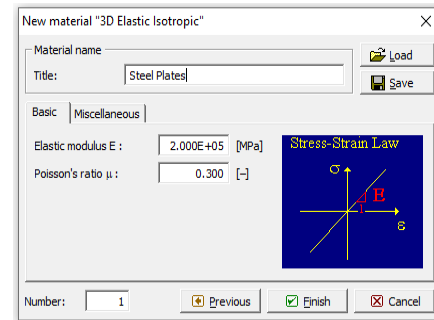 New material "3D Elastic Isotropic"
Material name
Title: Steel Plates
Load
Save
Basic Miscellaneous
Elastic modulus E : 2.000E+05 [MPa]
Poisson's ratio μ : 0.300 [–]
Stress-Strain Law
σ
E
1
ε
Number: 1 Previous Finish Cancel